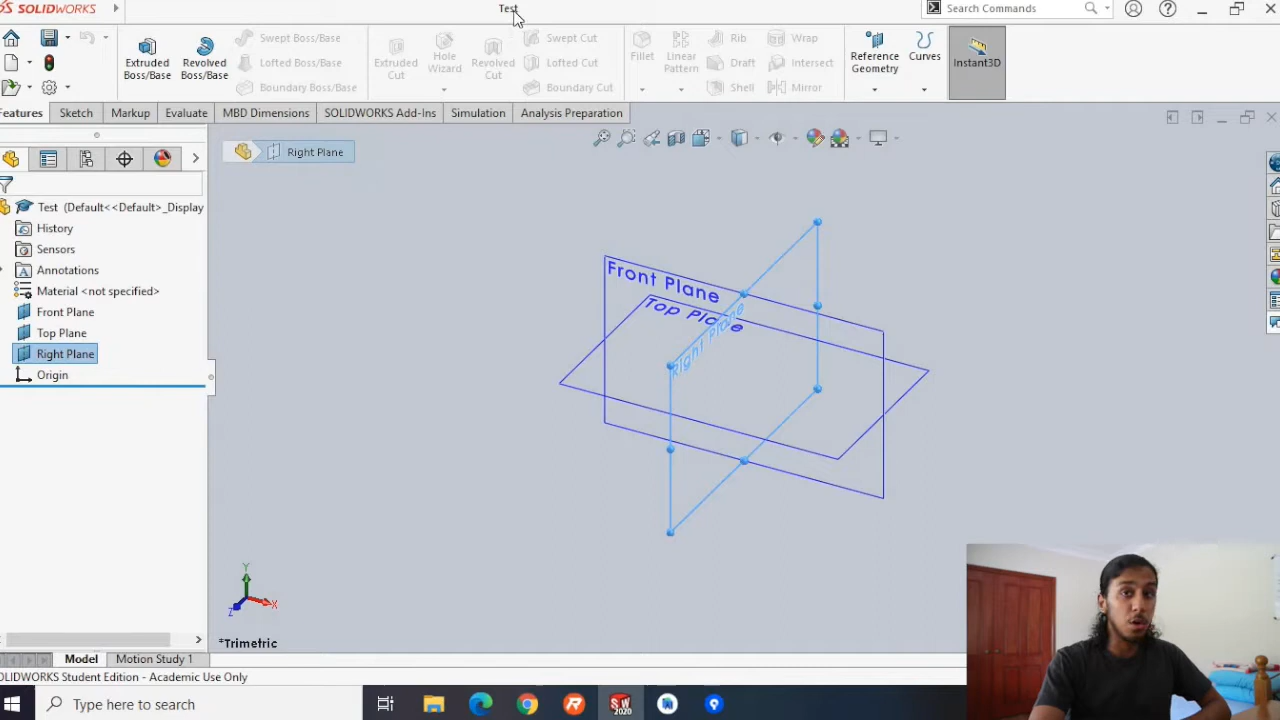 SOLIDWORKS
Test
Search Commands
Extruded Boss/Base
Revolved Boss/Base
Swept Boss/Base
Lofted Boss/Base
Boundary Boss/Base
Extruded Cut
Hole Wizard
Revolved Cut
Swept Cut
Lofted Cut
Boundary Cut
Fillet
Linear Pattern
Rib
Draft
Shell
Wrap
Intersect
Mirror
Reference Geometry
Curves
Instant3D
Features
Sketch
Markup
Evaluate
MBD Dimensions
SOLIDWORKS Add-Ins
Simulation
Analysis Preparation
Right Plane
Test (Default<<Default>_Display
History
Sensors
Annotations
Material <not specified>
Front Plane
Top Plane
Right Plane
Origin
Front Plane
Top Plane
Right Plane
Y
X
Z
*Trimetric
Model
Motion Study 1
SOLIDWORKS Student Edition - Academic Use Only
Type here to search
SW
2020